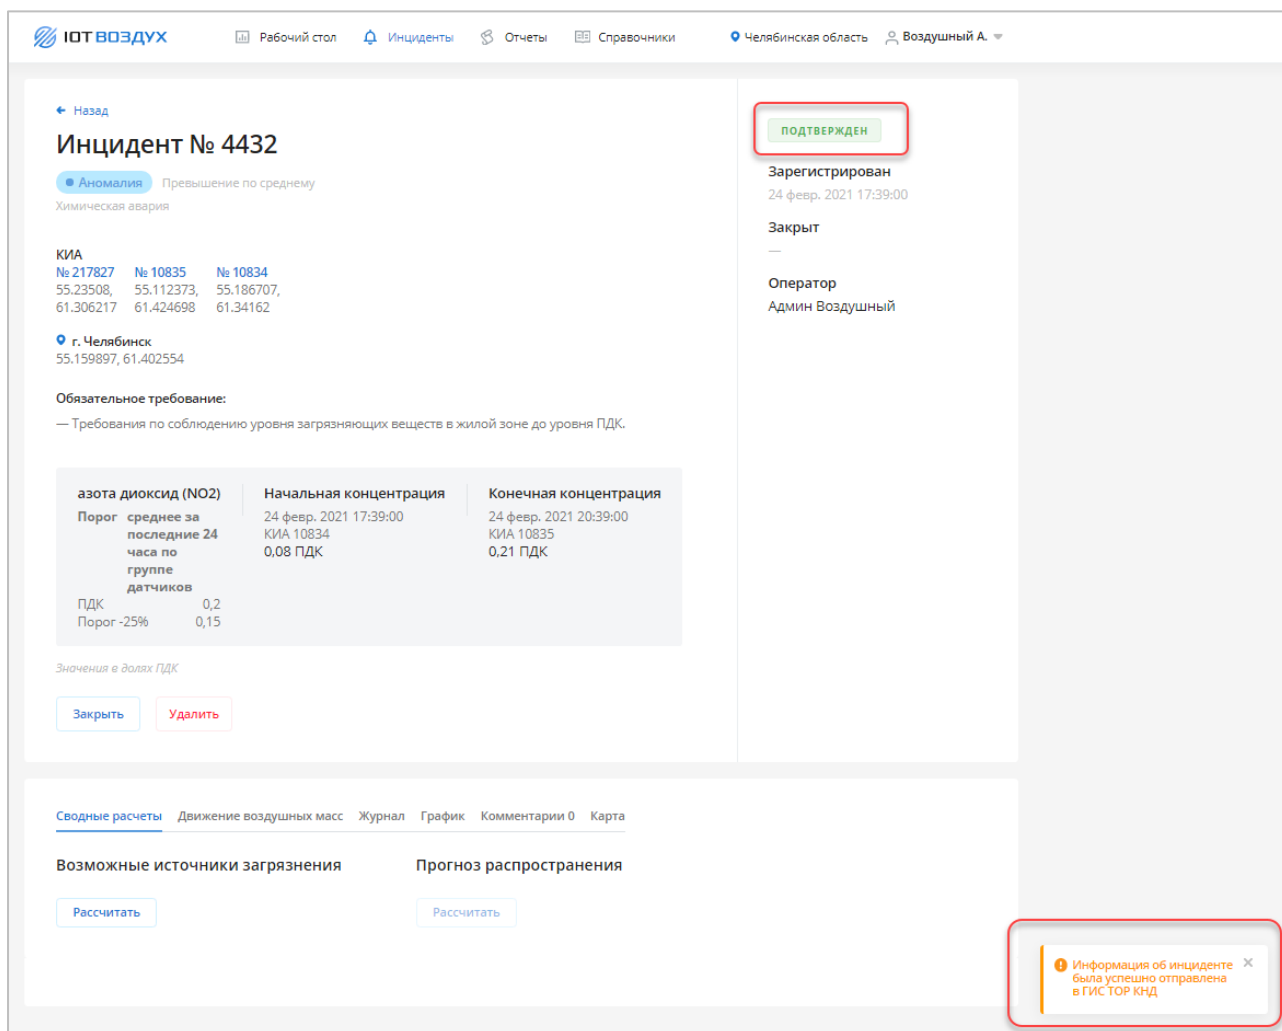 IOT ВОЗДУХ Рабочий стол Инциденты Отчеты Справочники Челябинская область Воздушный А.
Назад
Инцидент № 4432
Аномалия Превышение по среднему
Химическая авария
КИА
№ 217827 № 10835 № 10834
55.23508, 55.112373, 55.186707,
61.306217 61.424698 61.34162
г. Челябинск
55.159897, 61.402554
Обязательное требование:
— Требования по соблюдению уровня загрязняющих веществ в жилой зоне до уровня ПДК.
азота диоксид (NO2)
Порог среднее за
последние 24
часа по
группе
датчиков
ПДК 0,2
Порог -25% 0,15
Начальная концентрация
24 февр. 2021 17:39:00
КИА 10834
0,08 ПДК
Конечная концентрация
24 февр. 2021 20:39:00
КИА 10835
0,21 ПДК
Значения в долях ПДК
Закрыть Удалить
ПОДТВЕРЖДЕН
Зарегистрирован
24 февр. 2021 17:39:00
Закрыт
—
Оператор
Админ Воздушный
Сводные расчеты Движение воздушных масс Журнал График Комментарии 0 Карта
Возможные источники загрязнения Прогноз распространения
Рассчитать Рассчитать
Информация об инциденте
была успешно отправлена
в ГИС ТОР КНД